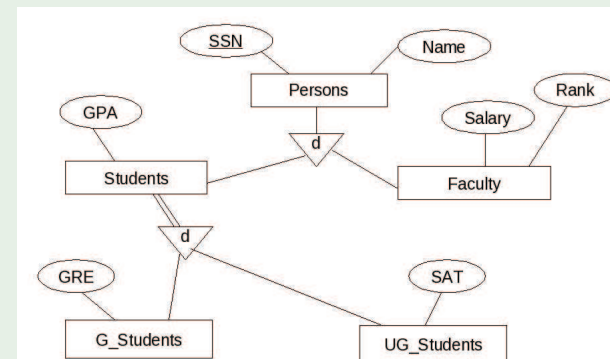 SSN
Name
Persons
Rank
GPA
Salary
d
Students
Faculty
d
GRE
SAT
G_Students
UG_Students